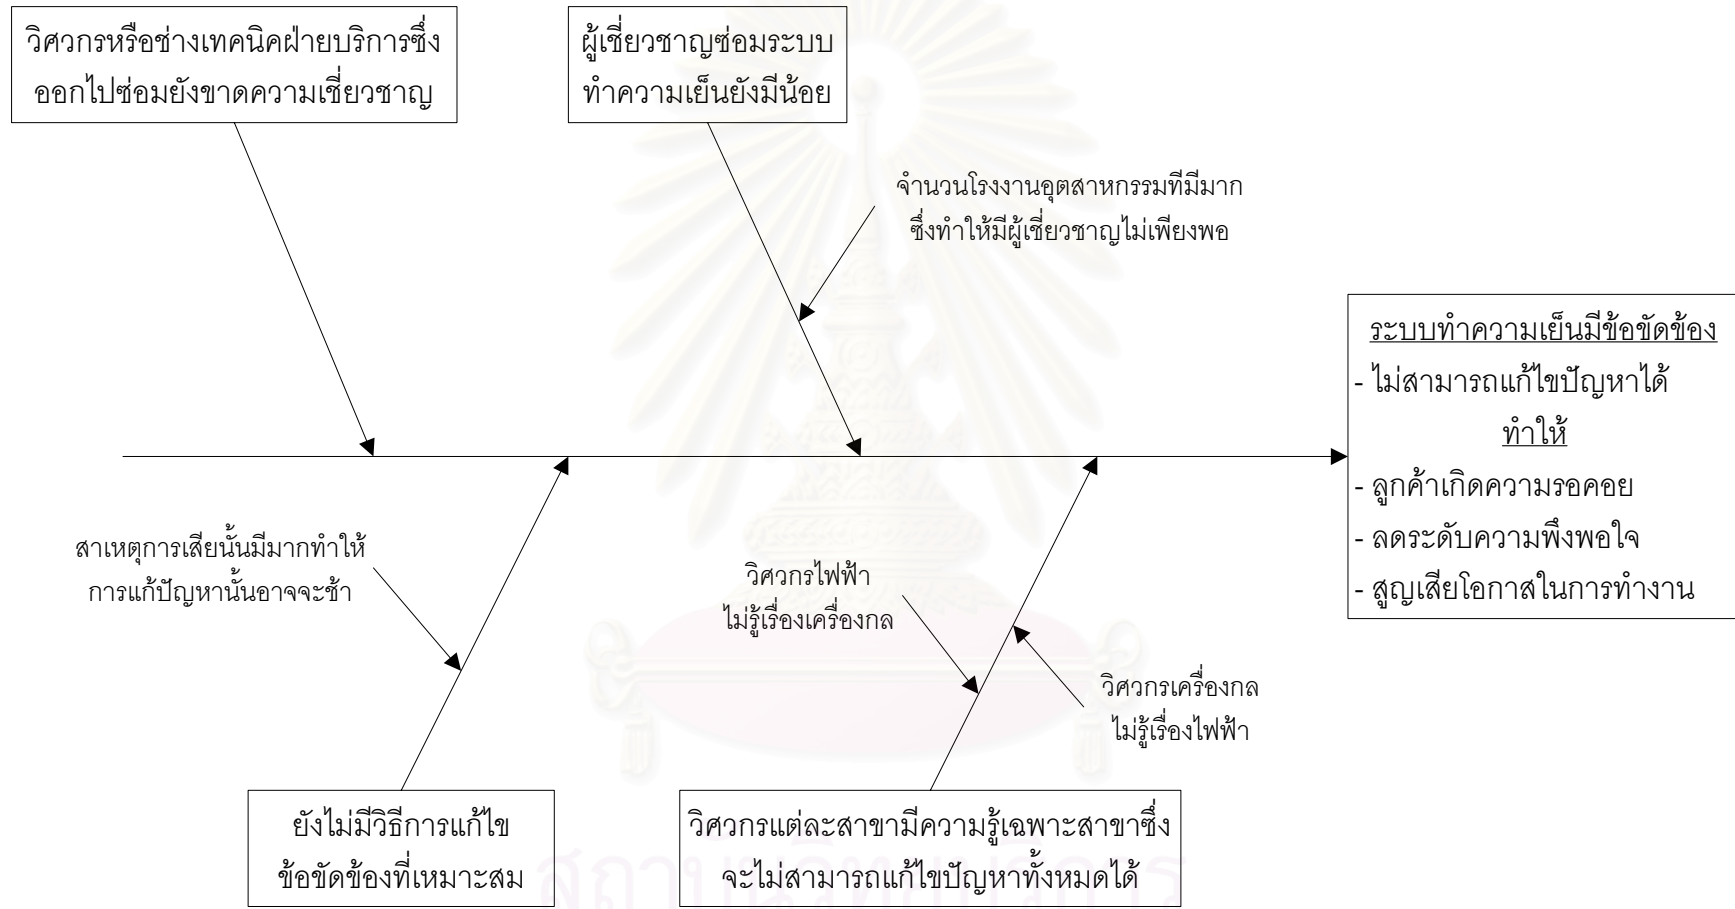 วิศวกรหรือช่างเทคนิคฝ่ายบริการซึ่ง
ออกไปซ่อมยังขาดความเชี่ยวชาญ
ผู้เชี่ยวชาญซ่อมระบบ
ทำความเย็นยังมีน้อย
จำนวนโรงงานอุตสาหกรรมที่มีมาก
ซึ่งทำให้มีผู้เชี่ยวชาญไม่เพียงพอ
ระบบทำความเย็นมีข้อขัดข้อง
- ไม่สามารถแก้ไขปัญหาได้
ทำให้
- ลูกค้าเกิดความรอคอย
- ลดระดับความพึงพอใจ
- สูญเสียโอกาสในการทำงาน
สาเหตุการเสียนั้นมีมากทำให้
การแก้ปัญหานั้นอาจจะช้า
วิศวกรไฟฟ้า
ไม่รู้เรื่องเครื่องกล
วิศวกรเครื่องกล
ไม่รู้เรื่องไฟฟ้า
ยังไม่มีวิธีการแก้ไข
ข้อขัดข้องที่เหมาะสม
วิศวกรแต่ละสาขามีความรู้เฉพาะสาขาซึ่ง
จะไม่สามารถแก้ไขปัญหาทั้งหมดได้
สถาบันวิทยบริการ